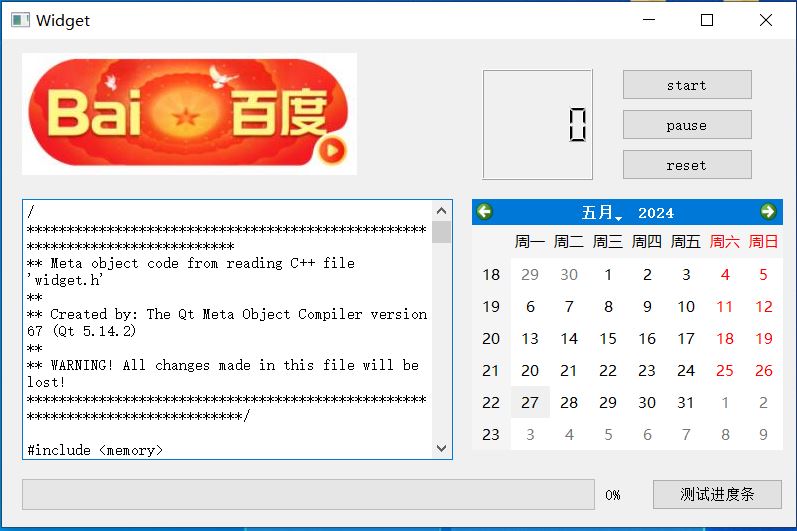 Widget
Bai 百度
0
start
pause
reset
/
****************************************************
***************************
** Meta object code from reading C++ file
'widget.h'
**
** Created by: The Qt Meta Object Compiler version
67 (Qt 5.14.2)
**
** WARNING! All changes made in this file will be
lost!
****************************************************
****************************/
#include <memory>
五月 2024
周一 周二 周三 周四 周五 周六 周日
18 29 30 1 2 3 4 5
19 6 7 8 9 10 11 12
20 13 14 15 16 17 18 19
21 20 21 22 23 24 25 26
22 27 28 29 30 31 1 2
23 3 4 5 6 7 8 9
0%
测试进度条